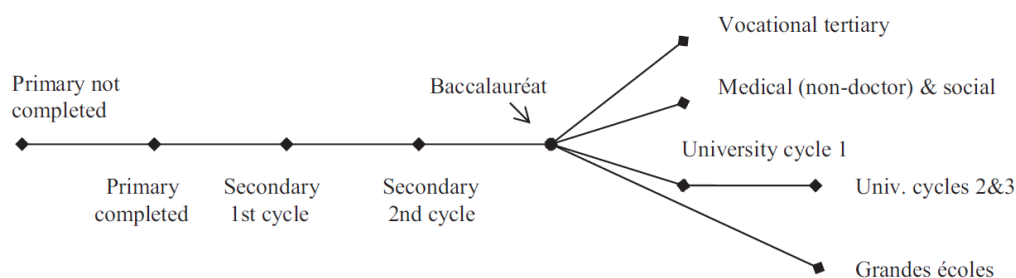 Vocational tertiary
Primary not
completed
Baccalauréat
Medical (non-doctor) & social
University cycle 1
Primary
completed
Secondary
1st cycle
Secondary
2nd cycle
Univ. cycles 2&3
Grandes écoles